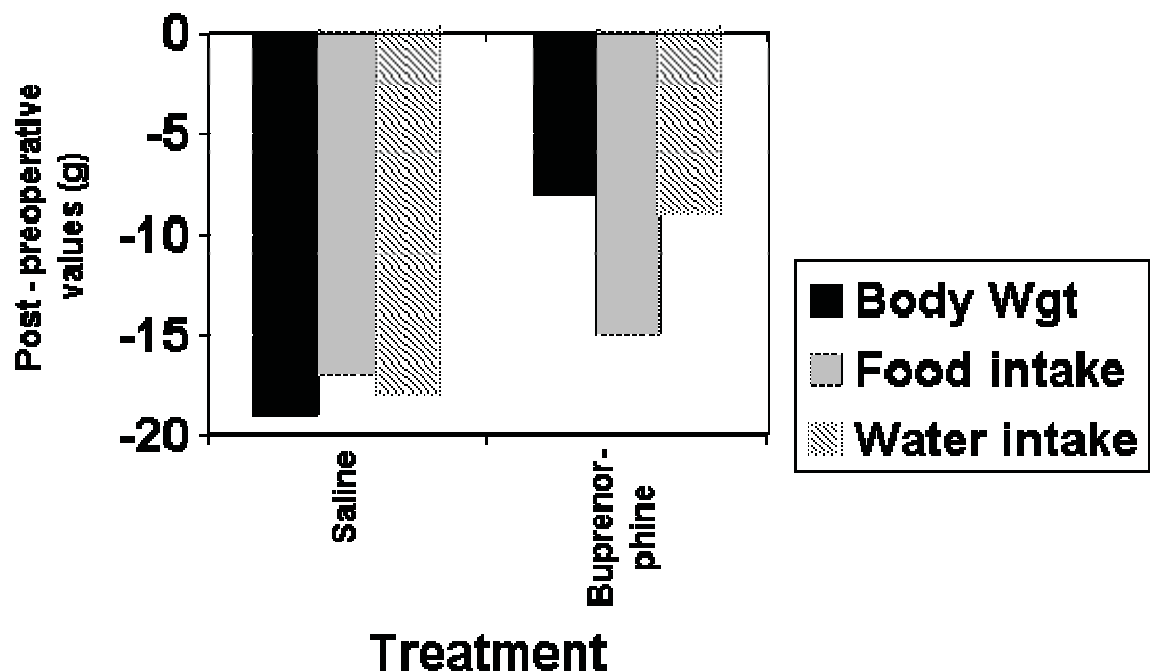 Post - preoperative
values (g)
0
-5
-10
-15
-20
Saline
Buprenor-
phine
Treatment
Body Wgt
Food intake
Water intake